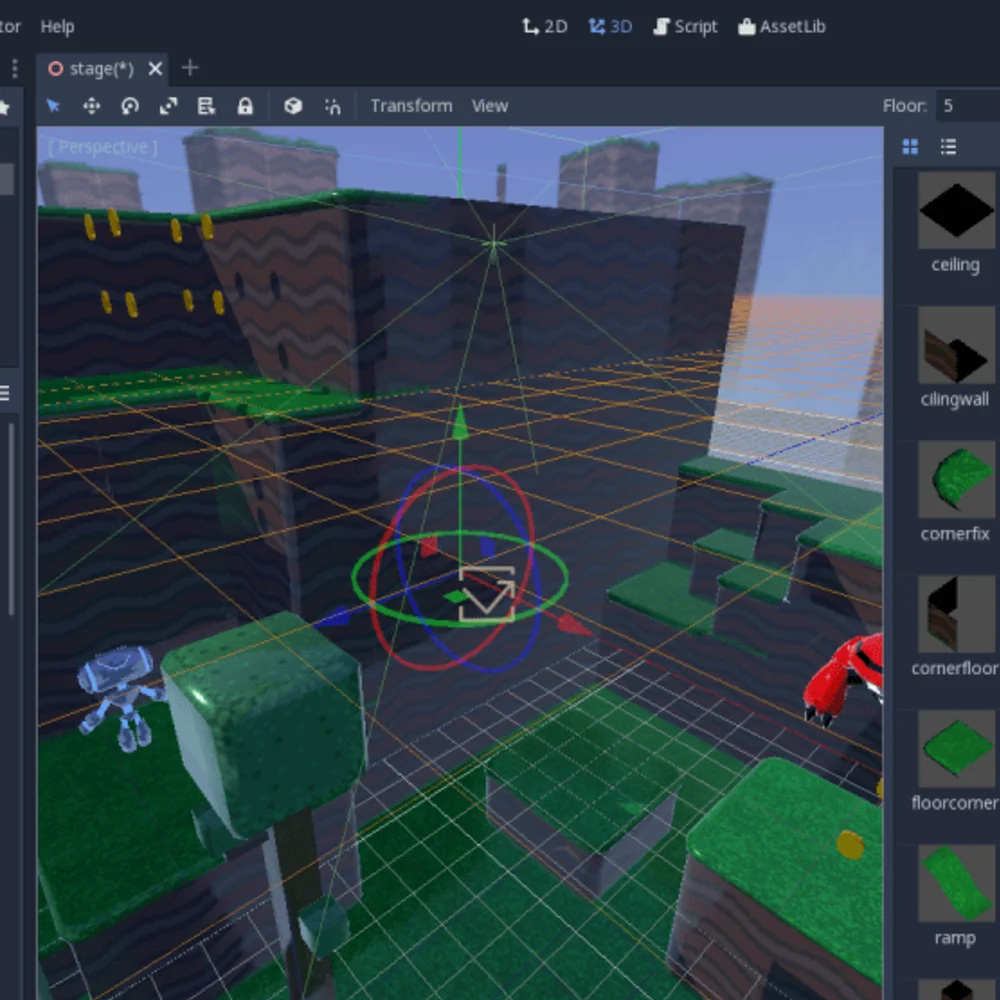 tor Help 2D 3D Script AssetLib
stage(*)
Transform View Floor: 5
[ Perspective ]
ceiling
cilingwall
cornerfix
cornerfloor
floorcorner
ramp